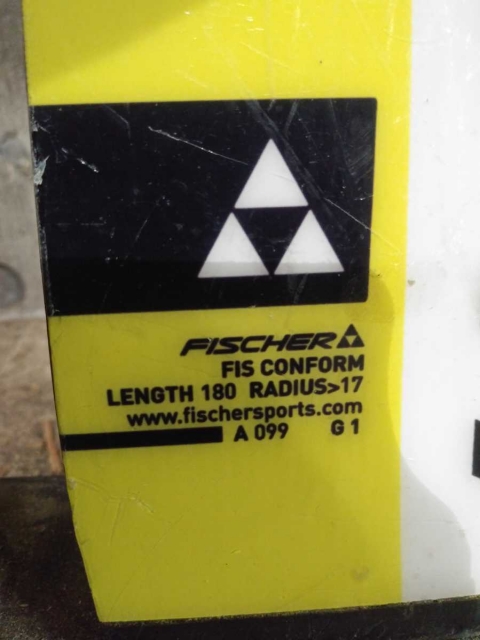 FISCHER
FIS CONFORM
LENGTH 180 RADIUS>17
www.fischersports.com
A 099 G 1